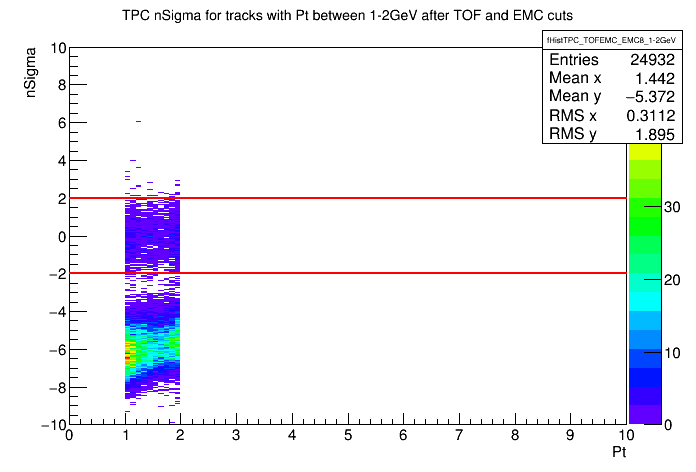 TPC nSigma for tracks with Pt between 1-2GeV after TOF and EMC cuts
fHistTPC_TOFEMC_EMC8_1-2GeV
Entries 24932
Mean x 1.442
Mean y −5.372
RMS x 0.3112
RMS y 1.895
nSigma
10
8
6
4
2
0
−2
−4
−6
−8
−10
0 1 2 3 4 5 6 7 8 9 10
Pt
30
20
10
0